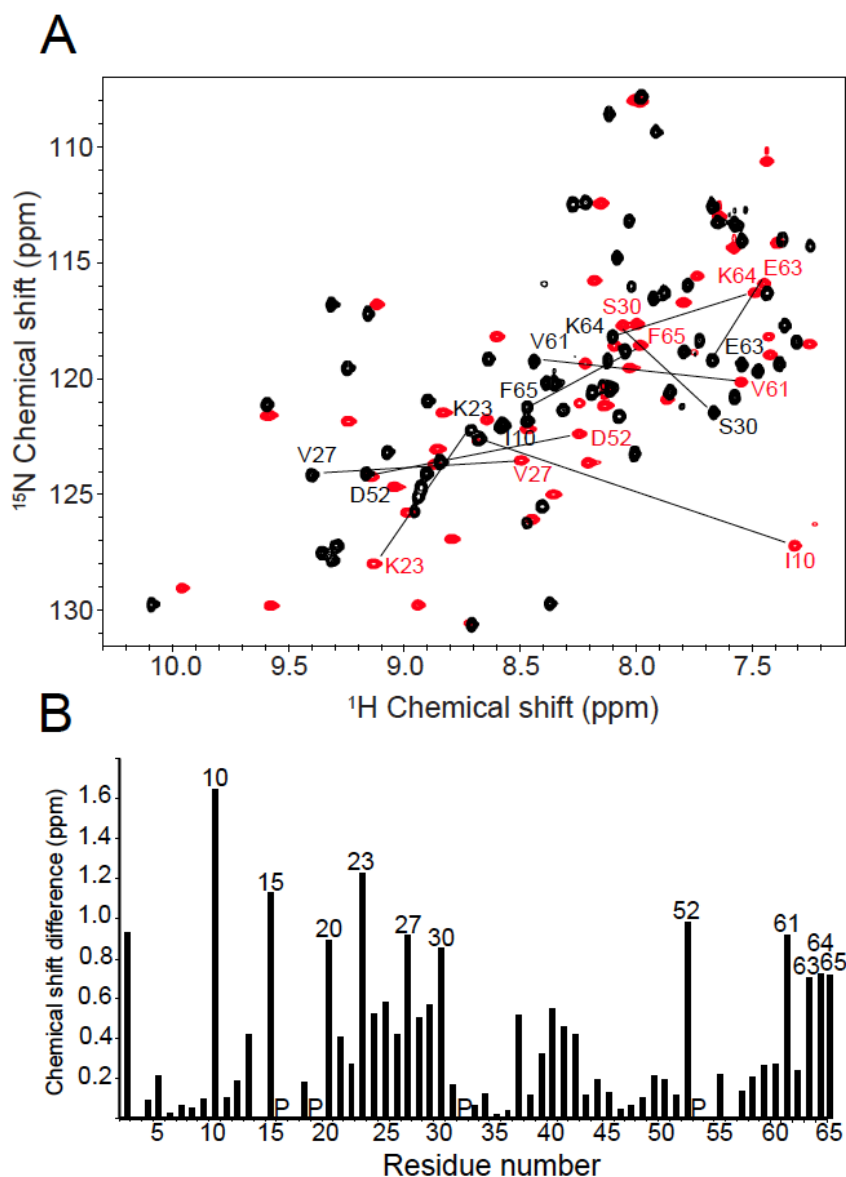 A
110
115
120
125
130
15N Chemical shift (ppm)
10.0 9.5 9.0 8.5 8.0 7.5
1H Chemical shift (ppm)
K64 E63
S30
K64 F65
V61 E63
V61
F65
K23 I10 S30
D52
V27 V27
D52
K23 I10
B
Chemical shift difference (ppm)
1.6
1.4
1.2
1.0
0.8
0.6
0.4
0.2
10
15
20
23
27
30
52
61
63
64
65
P P P P
5 10 15 20 25 30 35 40 45 50 55 60 65
Residue number